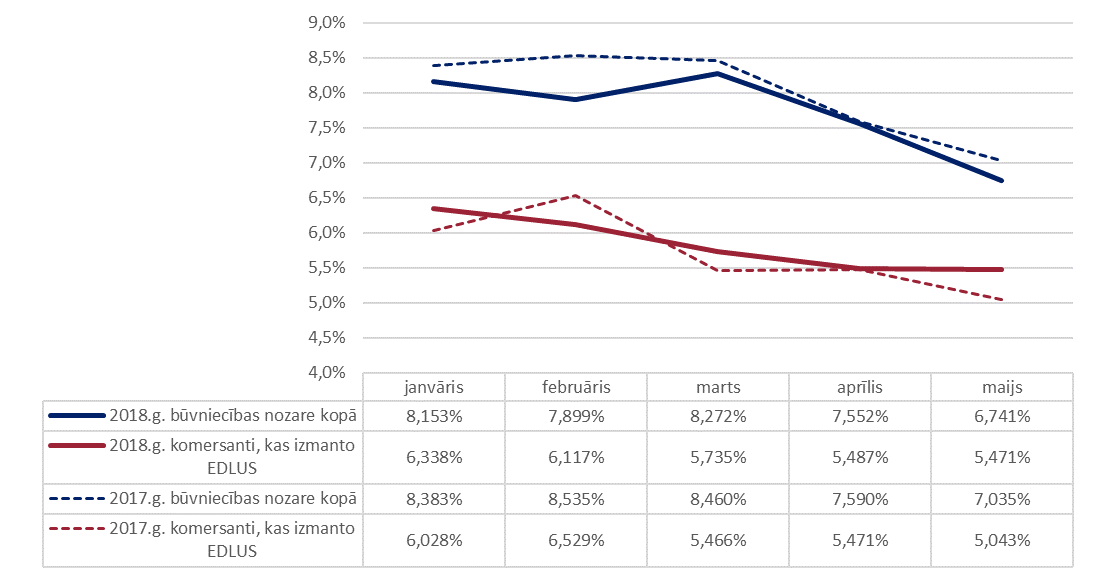 9,0%
8,5%
8,0%
7,5%
7,0%
6,5%
6,0%
5,5%
5,0%
4,5%
4,0%
janvāris februāris marts aprīlis maijs
2018.g. būvniecības nozare kopā 8,153% 7,899% 8,272% 7,552% 6,741%
2018.g. komersanti, kas izmanto
EDLUS 6,338% 6,117% 5,735% 5,487% 5,471%
2017.g. būvniecības nozare kopā 8,383% 8,535% 8,460% 7,590% 7,035%
2017.g. komersanti, kas izmanto
EDLUS 6,028% 6,529% 5,466% 5,471% 5,043%